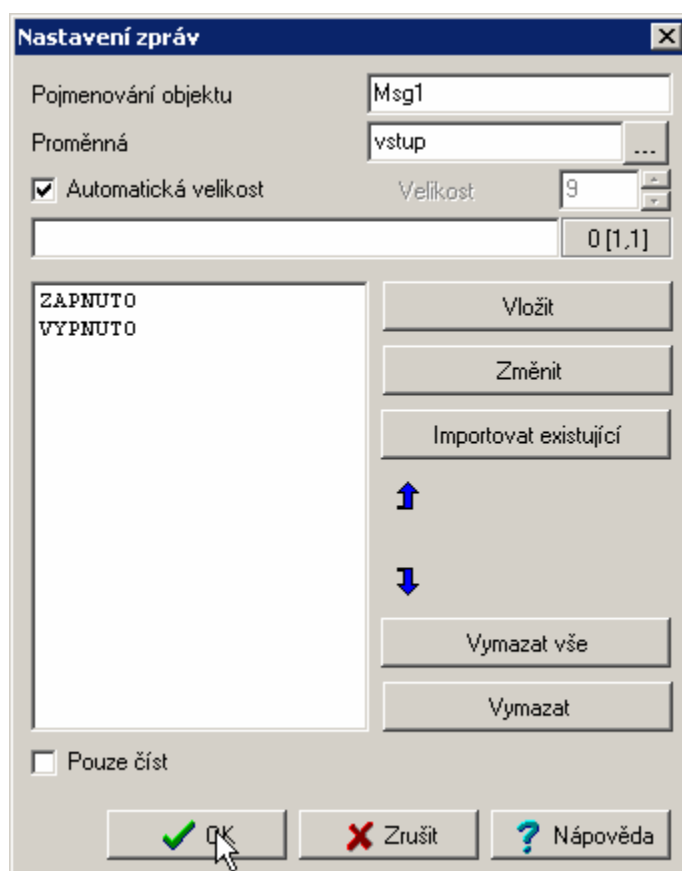 Nastavení zpráv
Pojmenování objektu Msg1
Proměnná vstup ...
Automatická velikost Velikost 9
0 [1,1]
ZAPNUTO
VYPNUTO
Vložit
Změnit
Importovat existující
Vymazat vše
Vymazat
Pouze číst
OK Zrušit Nápověda